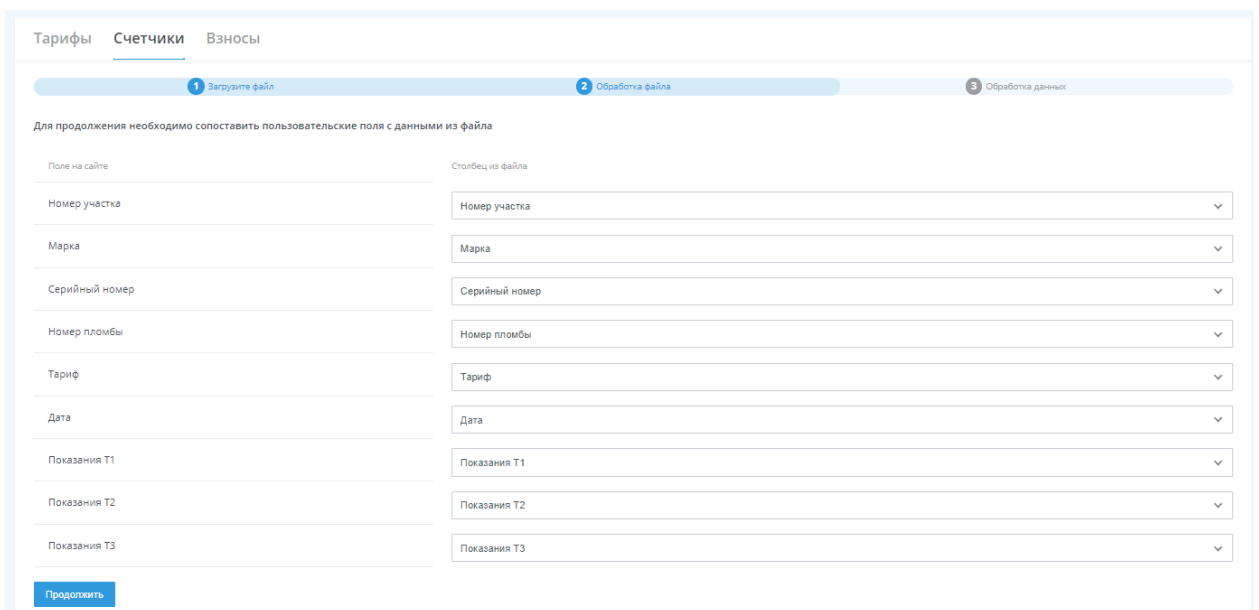 Тарифы Счетчики Взносы
1 Загрузите файл 2 Обработка файла 3 Обработка данных
Для продолжения необходимо сопоставить пользовательские поля с данными из файла
Поле на сайте Столбец из файла
Номер участка Номер участка
Марка Марка
Серийный номер Серийный номер
Номер пломбы Номер пломбы
Тариф Тариф
Дата Дата
Показания Т1 Показания Т1
Показания Т2 Показания Т2
Показания Т3 Показания Т3
Продолжить